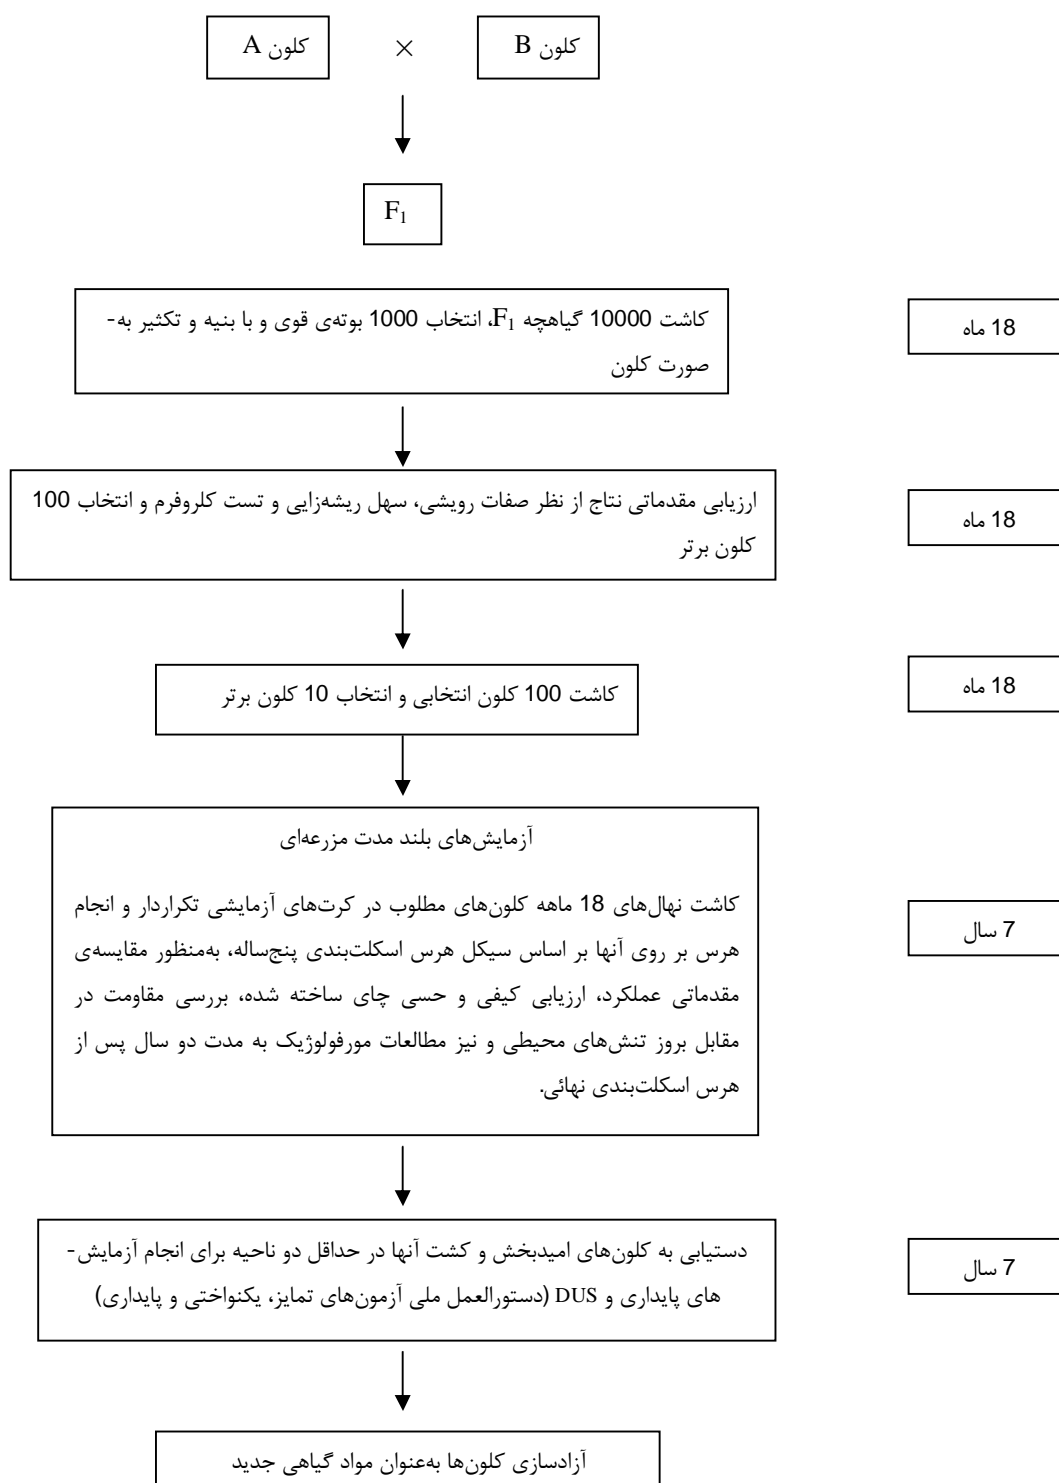 کلون A × کلون B
F1
کاشت 10000 گیاهچه F1، انتخاب 1000 بوته‌ی قوی و با بنیه و تکثیر به-
صورت کلون
18 ماه
ارزیابی مقدماتی نتاج از نظر صفات رویشی، سهل ریشه‌زایی و تست کلروفرم و انتخاب 100
کلون برتر
18 ماه
کاشت 100 کلون انتخابی و انتخاب 10 کلون برتر
18 ماه
آزمایش‌های بلند مدت مزرعه‌ای
کاشت نهال‌های 18 ماهه کلون‌های مطلوب در کرت‌های آزمایشی تکراردار و انجام
هرس بر روی آنها بر اساس سیکل هرس اسکلت‌بندی پنج‌ساله، به‌منظور مقایسه‌ی
مقدماتی عملکرد، ارزیابی کیفی و حسی چای ساخته شده، بررسی مقاومت در
مقابل بروز تنش‌های محیطی و نیز مطالعات مورفولوژیک به مدت دو سال پس از
هرس اسکلت‌بندی نهائی.
7 سال
دستیابی به کلون‌های امیدبخش و کشت آنها در حداقل دو ناحیه برای انجام آزمایش-
های پایداری و DUS (دستورالعمل ملی آزمون‌های تمایز، یکنواختی و پایداری)
7 سال
آزادسازی کلون‌ها به‌عنوان مواد گیاهی جدید